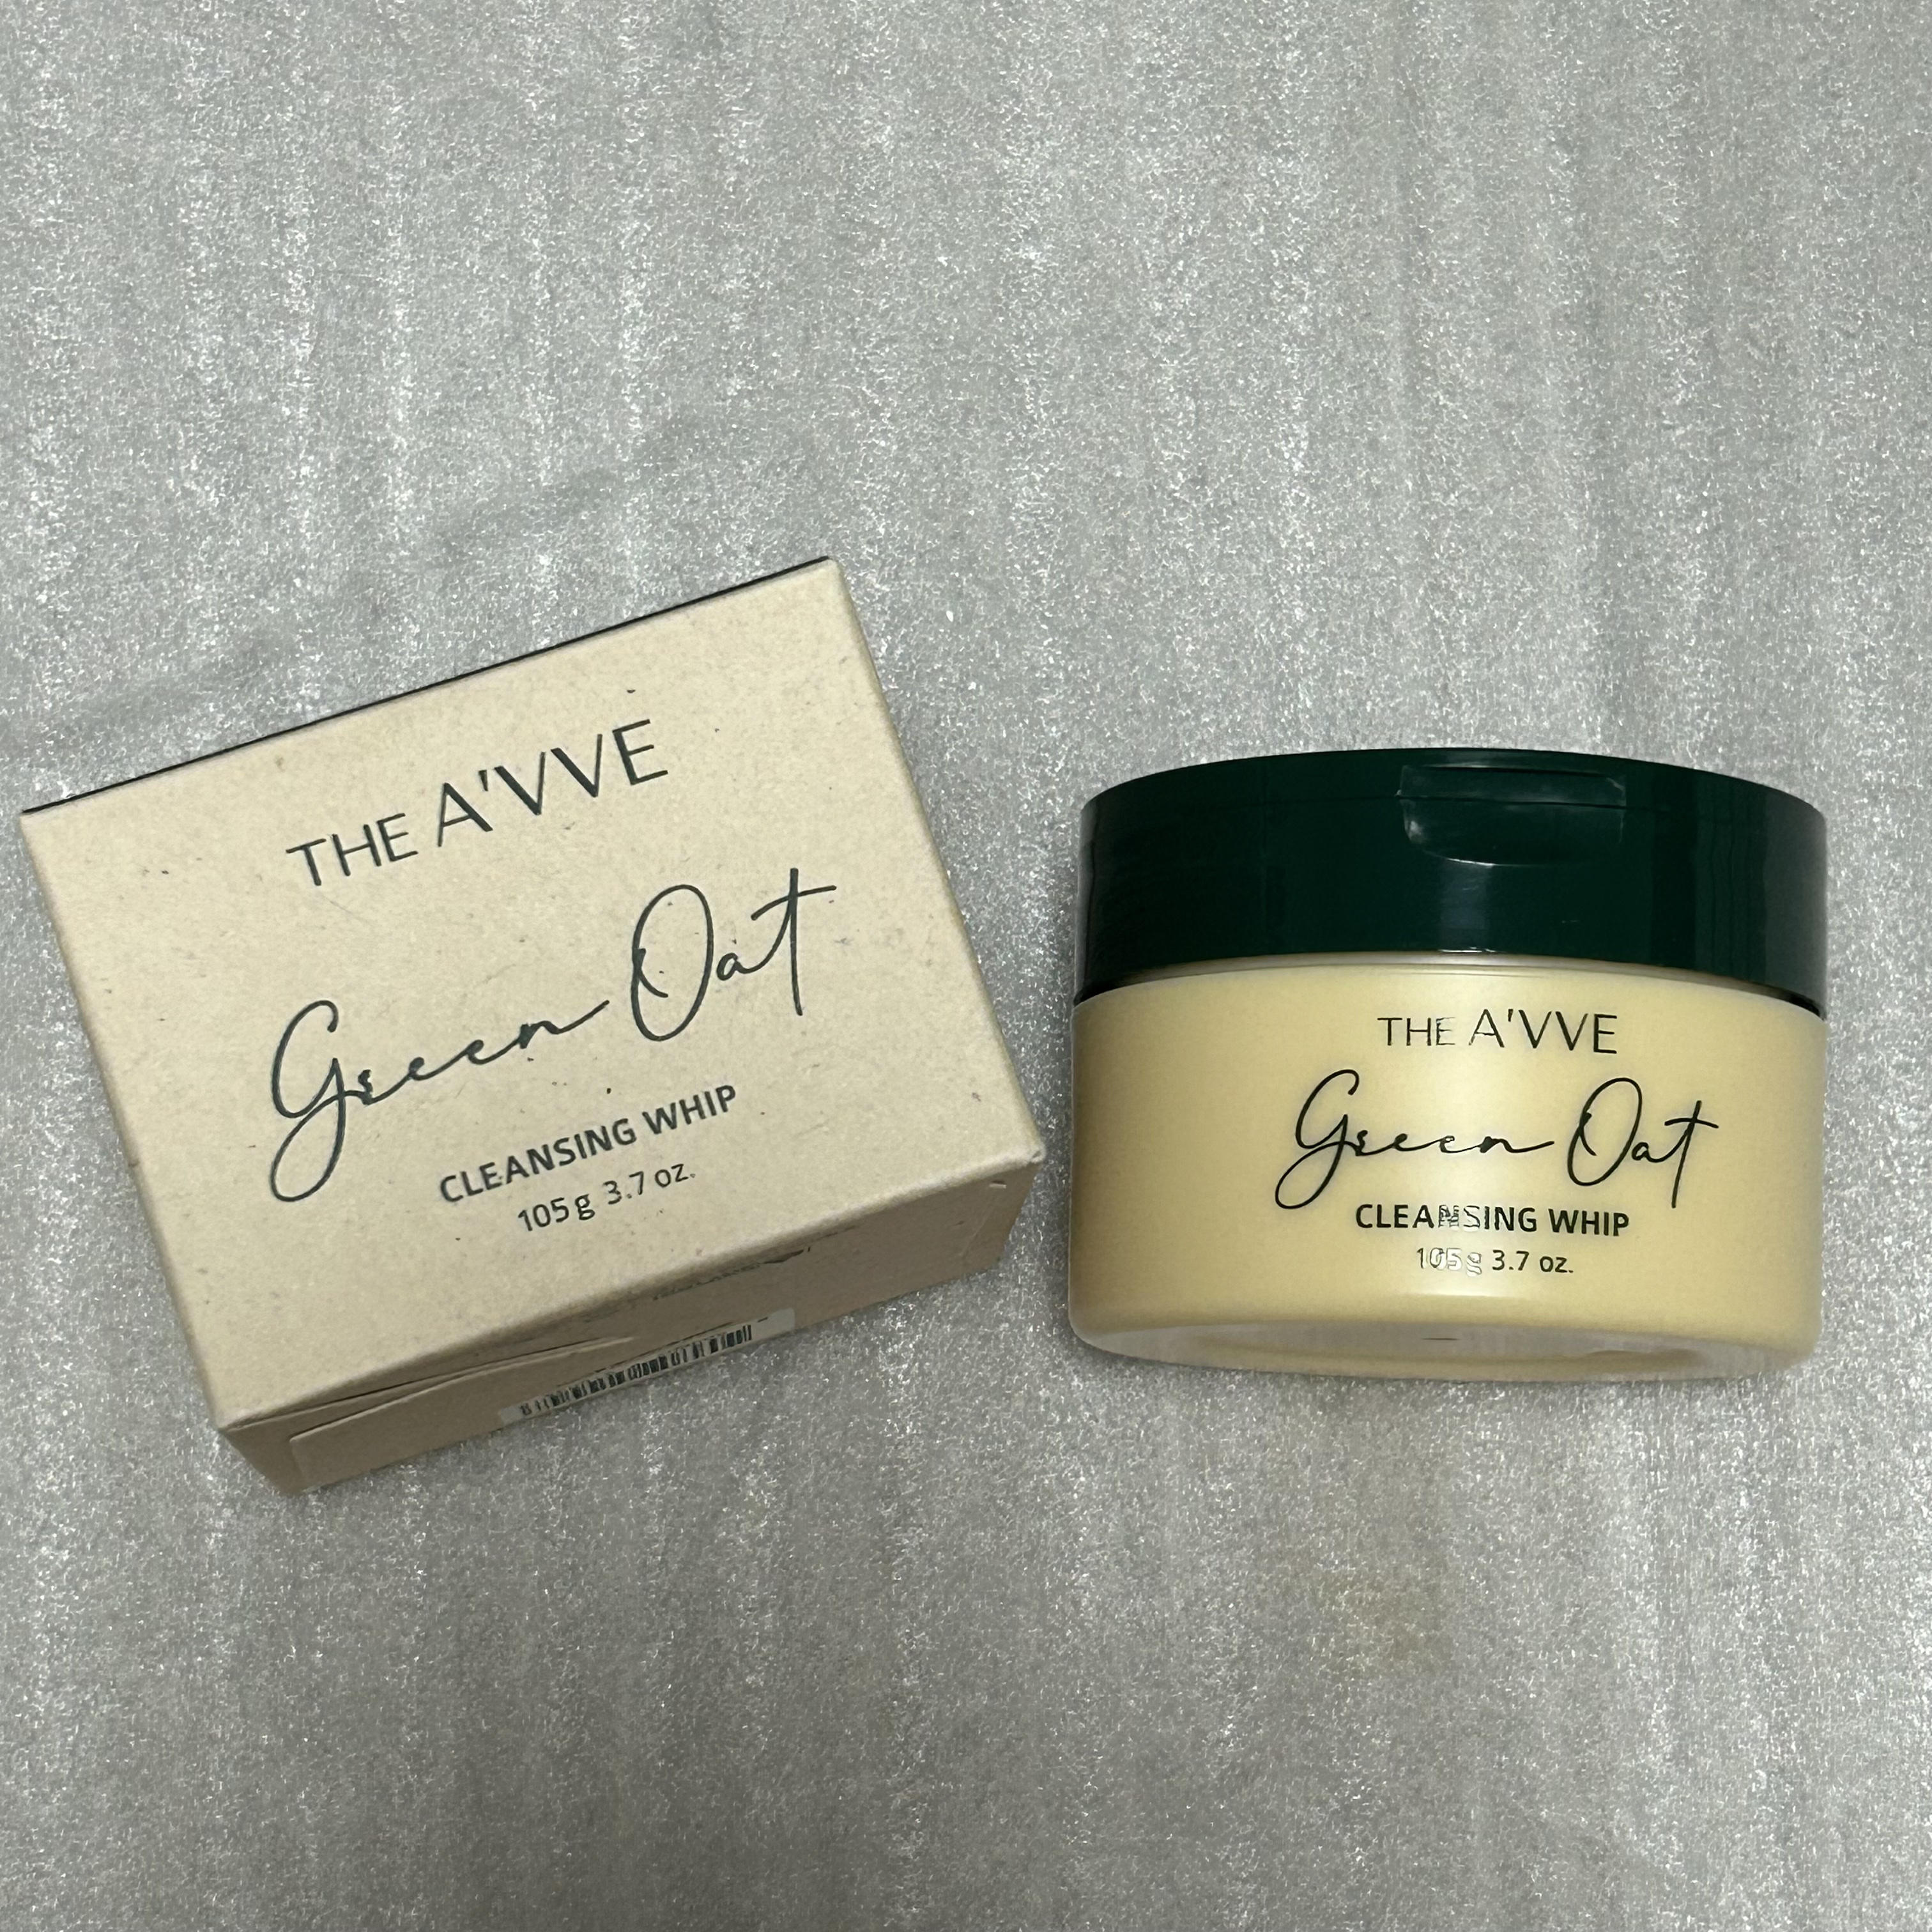 THE A'VVE
Green Oat
CLEANSING WHIP
105g 3.7 oz.
THE A'VVE
Green Oat
CLEANSING WHIP
105g 3.7 oz.